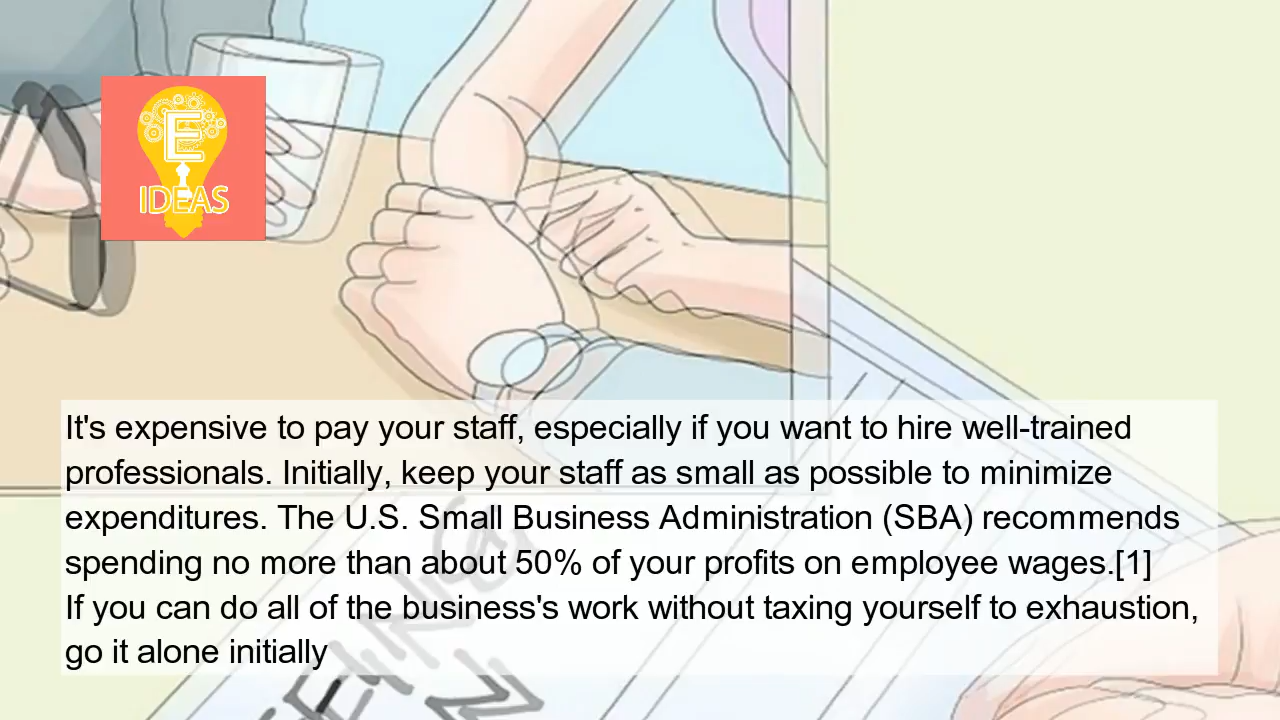 E
IDEAS
It's expensive to pay your staff, especially if you want to hire well-trained
professionals. Initially, keep your staff as small as possible to minimize
expenditures. The U.S. Small Business Administration (SBA) recommends
spending no more than about 50% of your profits on employee wages.[1]
If you can do all of the business's work without taxing yourself to exhaustion,
go it alone initially